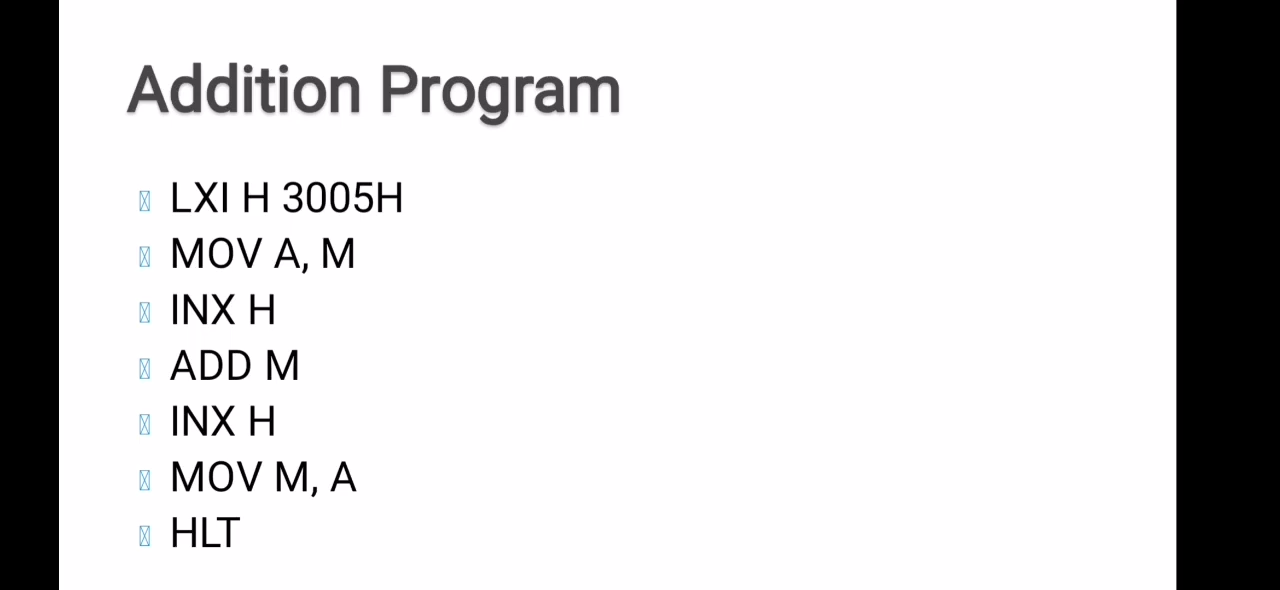 Addition Program
LXI H 3005H
MOV A, M
INX H
ADD M
INX H
MOV M, A
HLT